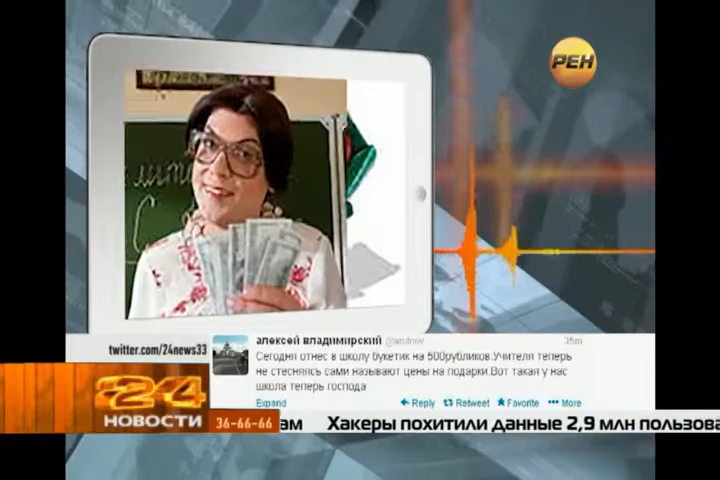 РЕН
twitter.com/24news33
алексей владимирский
35m
Сегодня отнес в школу букетик на 500рубликов.Учителя теперь
не стесняясь сами называют цены на подарки.Вот такая у нас
школа теперь господа
Expand
Reply
Retweet
Favorite
More
24
НОВОСТИ
36-66-66
ам Хакеры похитили данные 2,9 млн пользова